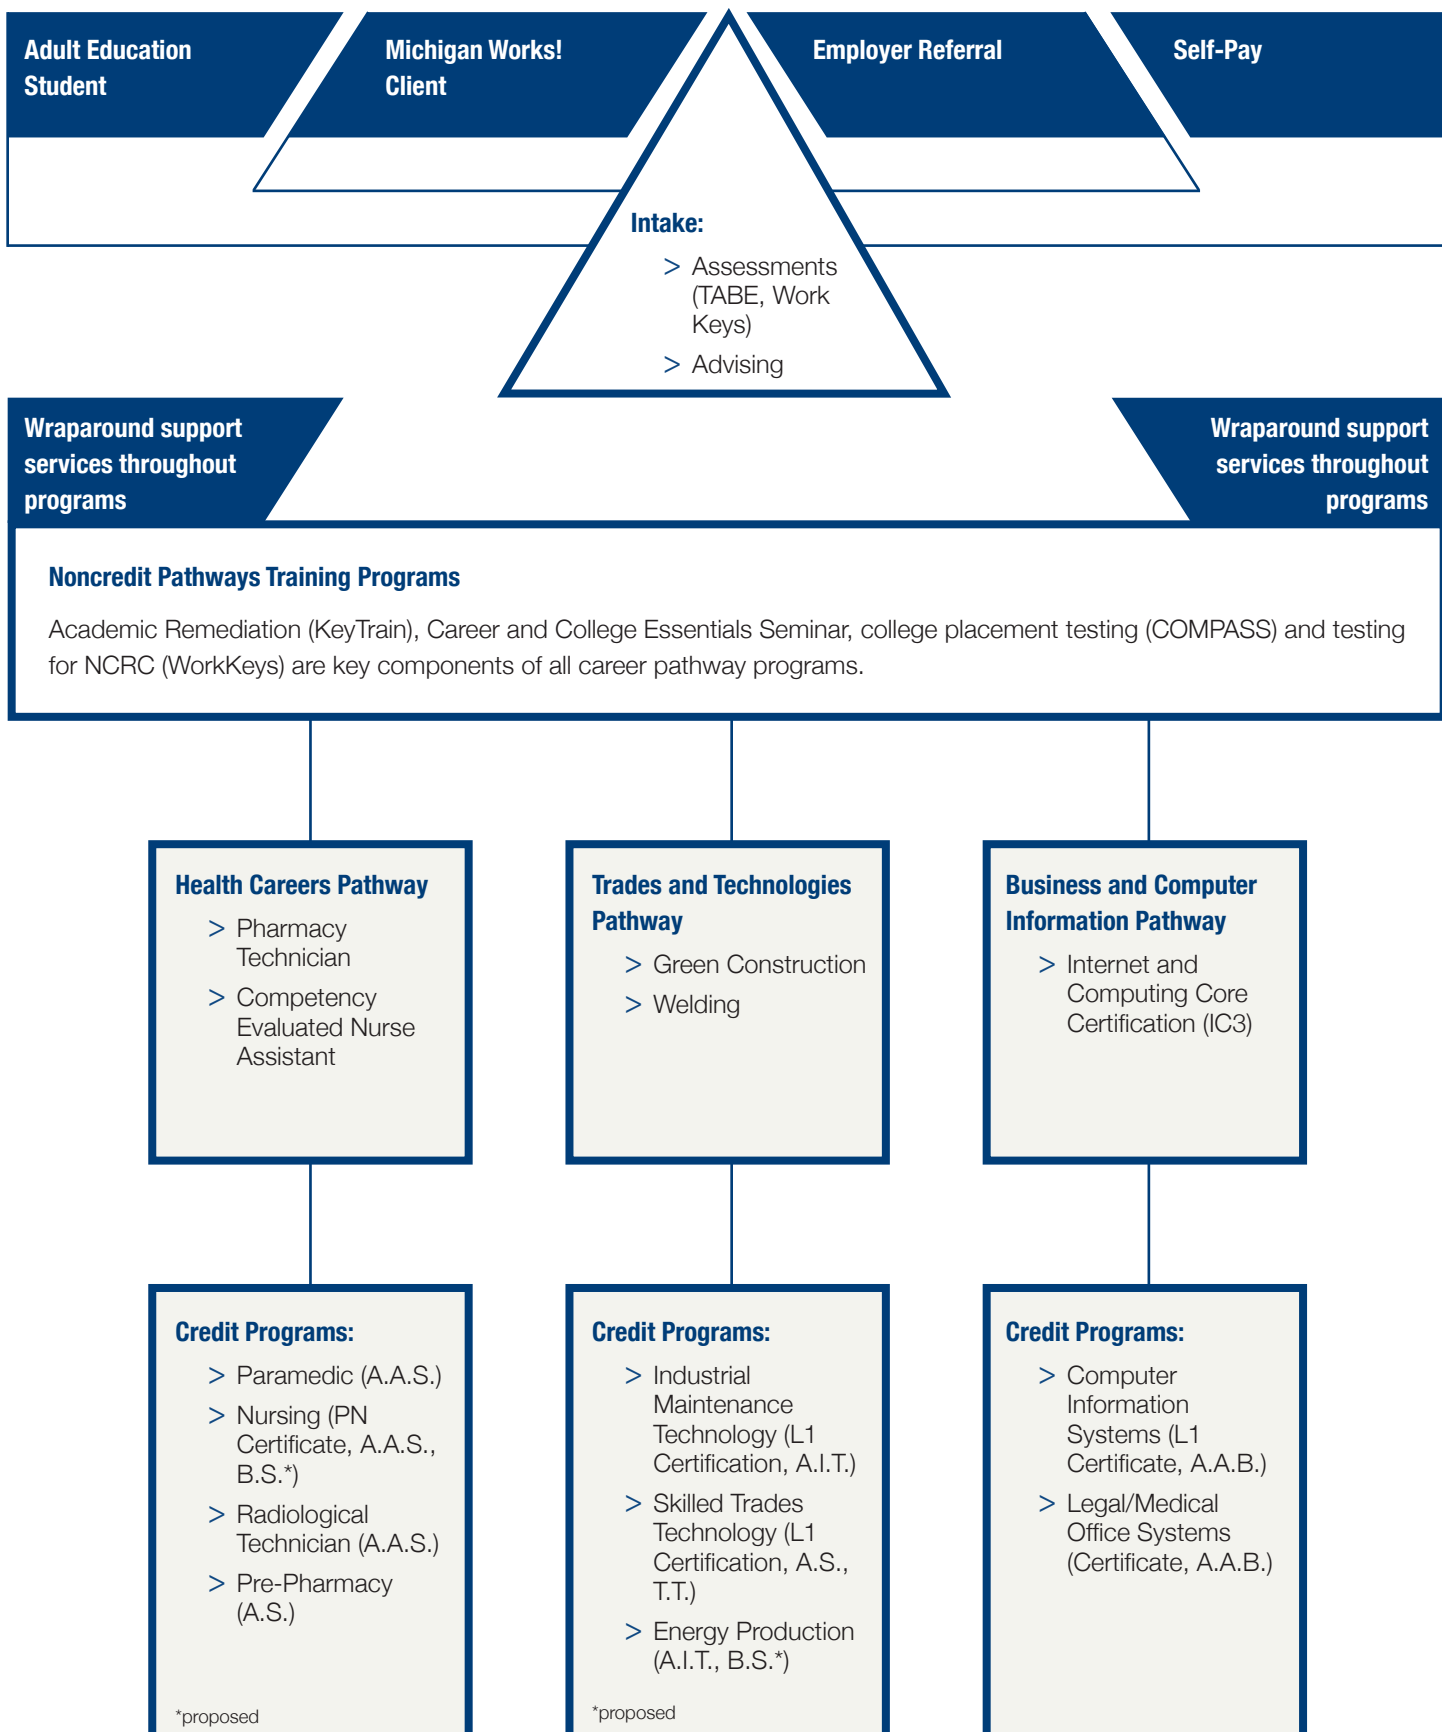 Adult Education
Student
Michigan Works!
Client
Employer Referral
Self-Pay
Intake:
> Assessments
(TABE, Work
Keys)
> Advising
Wraparound support
services throughout
programs
Wraparound support
services throughout
programs
Noncredit Pathways Training Programs
Academic Remediation (KeyTrain), Career and College Essentials Seminar, college placement testing (COMPASS) and testing
for NCRC (WorkKeys) are key components of all career pathway programs.
Health Careers Pathway
> Pharmacy
Technician
> Competency
Evaluated Nurse
Assistant
Trades and Technologies
Pathway
> Green Construction
> Welding
Business and Computer
Information Pathway
> Internet and
Computing Core
Certification (IC3)
Credit Programs:
> Paramedic (A.A.S.)
> Nursing (PN
Certificate, A.A.S.,
B.S.*)
> Radiological
Technician (A.A.S.)
> Pre-Pharmacy
(A.S.)
*proposed
Credit Programs:
> Industrial
Maintenance
Technology (L1
Certification, A.I.T.)
> Skilled Trades
Technology (L1
Certification, A.S.,
T.T.)
> Energy Production
(A.I.T., B.S.*)
*proposed
Credit Programs:
> Computer
Information
Systems (L1
Certificate, A.A.B.)
> Legal/Medical
Office Systems
(Certificate, A.A.B.)